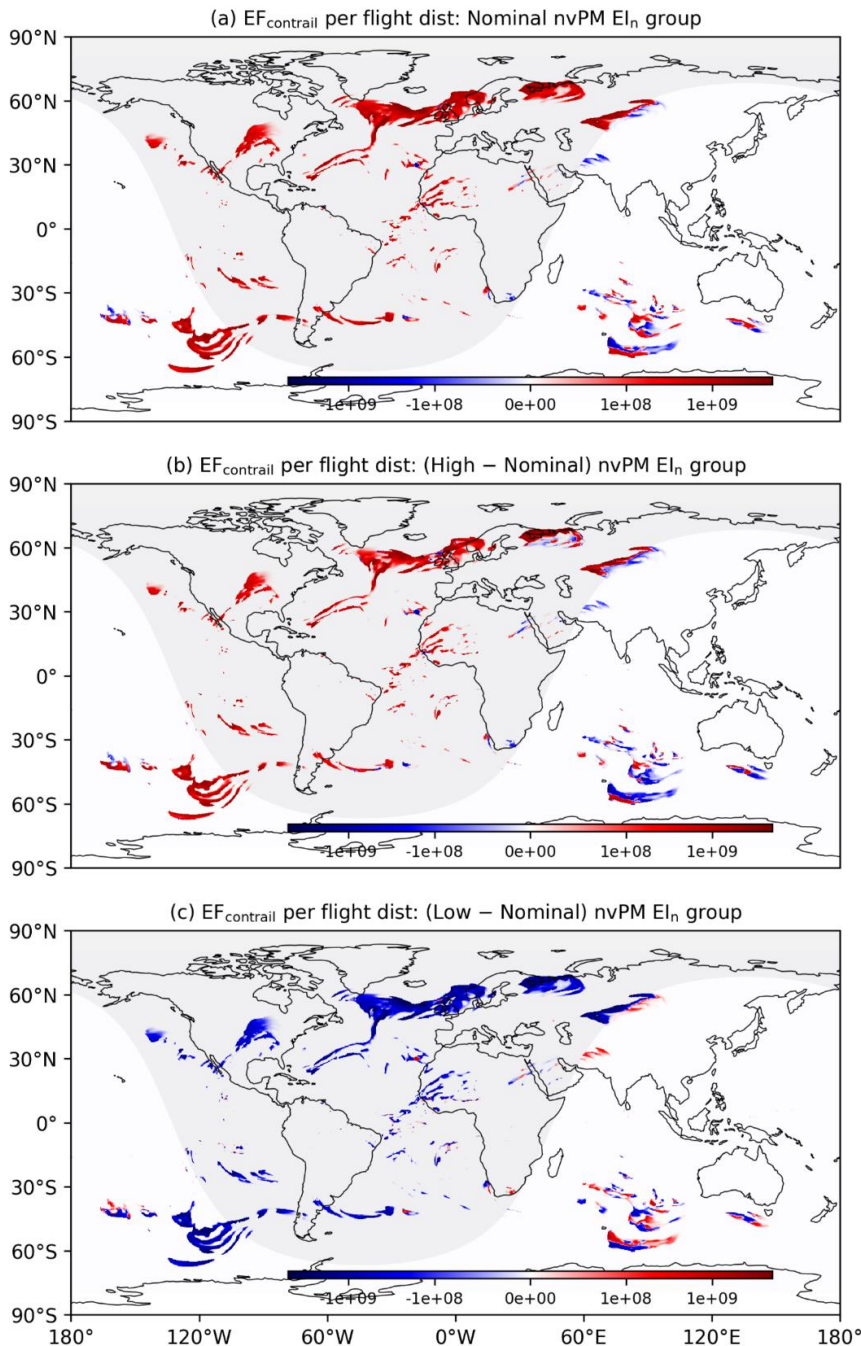 (a) EFcontrail per flight dist: Nominal nvPM EIn group
90°N
60°N
30°N
0°
30°S
60°S
90°S
-1e+09 -1e+08 0e+00 1e+08 1e+09
(b) EFcontrail per flight dist: (High − Nominal) nvPM EIn group
90°N
60°N
30°N
0°
30°S
60°S
90°S
-1e+09 -1e+08 0e+00 1e+08 1e+09
(c) EFcontrail per flight dist: (Low − Nominal) nvPM EIn group
90°N
60°N
30°N
0°
30°S
60°S
90°S
-1e+09 -1e+08 0e+00 1e+08 1e+09
180° 120°W 60°W 0°W 60°E 120°E 180°